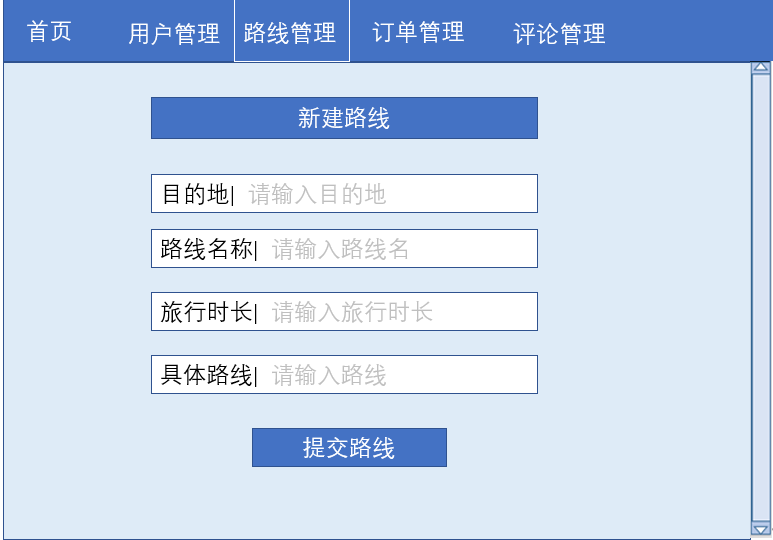 首页 用户管理 路线管理 订单管理 评论管理
新建路线
目的地| 请输入目的地
路线名称| 请输入路线名
旅行时长| 请输入旅行时长
具体路线| 请输入路线
提交路线